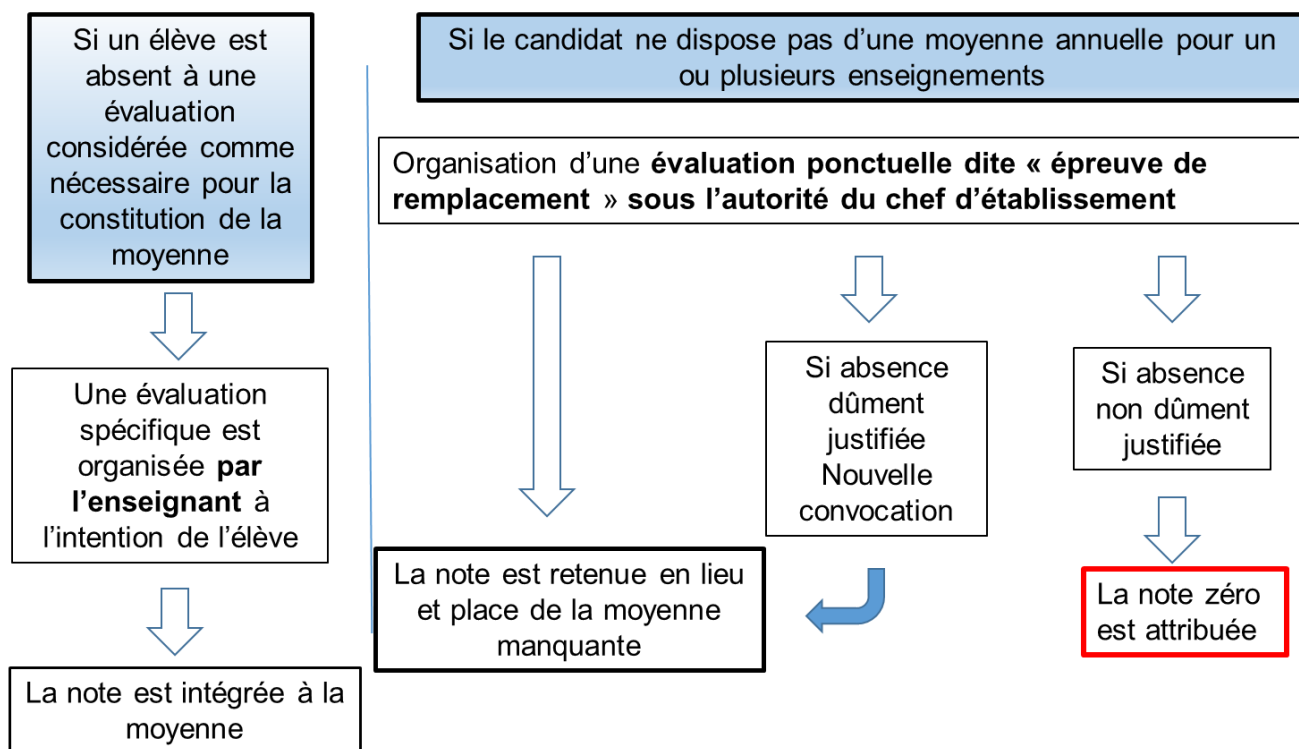 Si un élève est
absent à une
évaluation
considérée comme
nécessaire pour la
constitution de la
moyenne
Une évaluation
spécifique est
organisée par
l’enseignant à
l’intention de l’élève
La note est intégrée à la
moyenne
Si le candidat ne dispose pas d’une moyenne annuelle pour un
ou plusieurs enseignements
Organisation d’une évaluation ponctuelle dite « épreuve de
remplacement » sous l’autorité du chef d’établissement
La note est retenue en lieu
et place de la moyenne
manquante
Si absence
dûment
justifiée
Nouvelle
convocation
Si absence
non dûment
justifiée
La note zéro
est attribuée